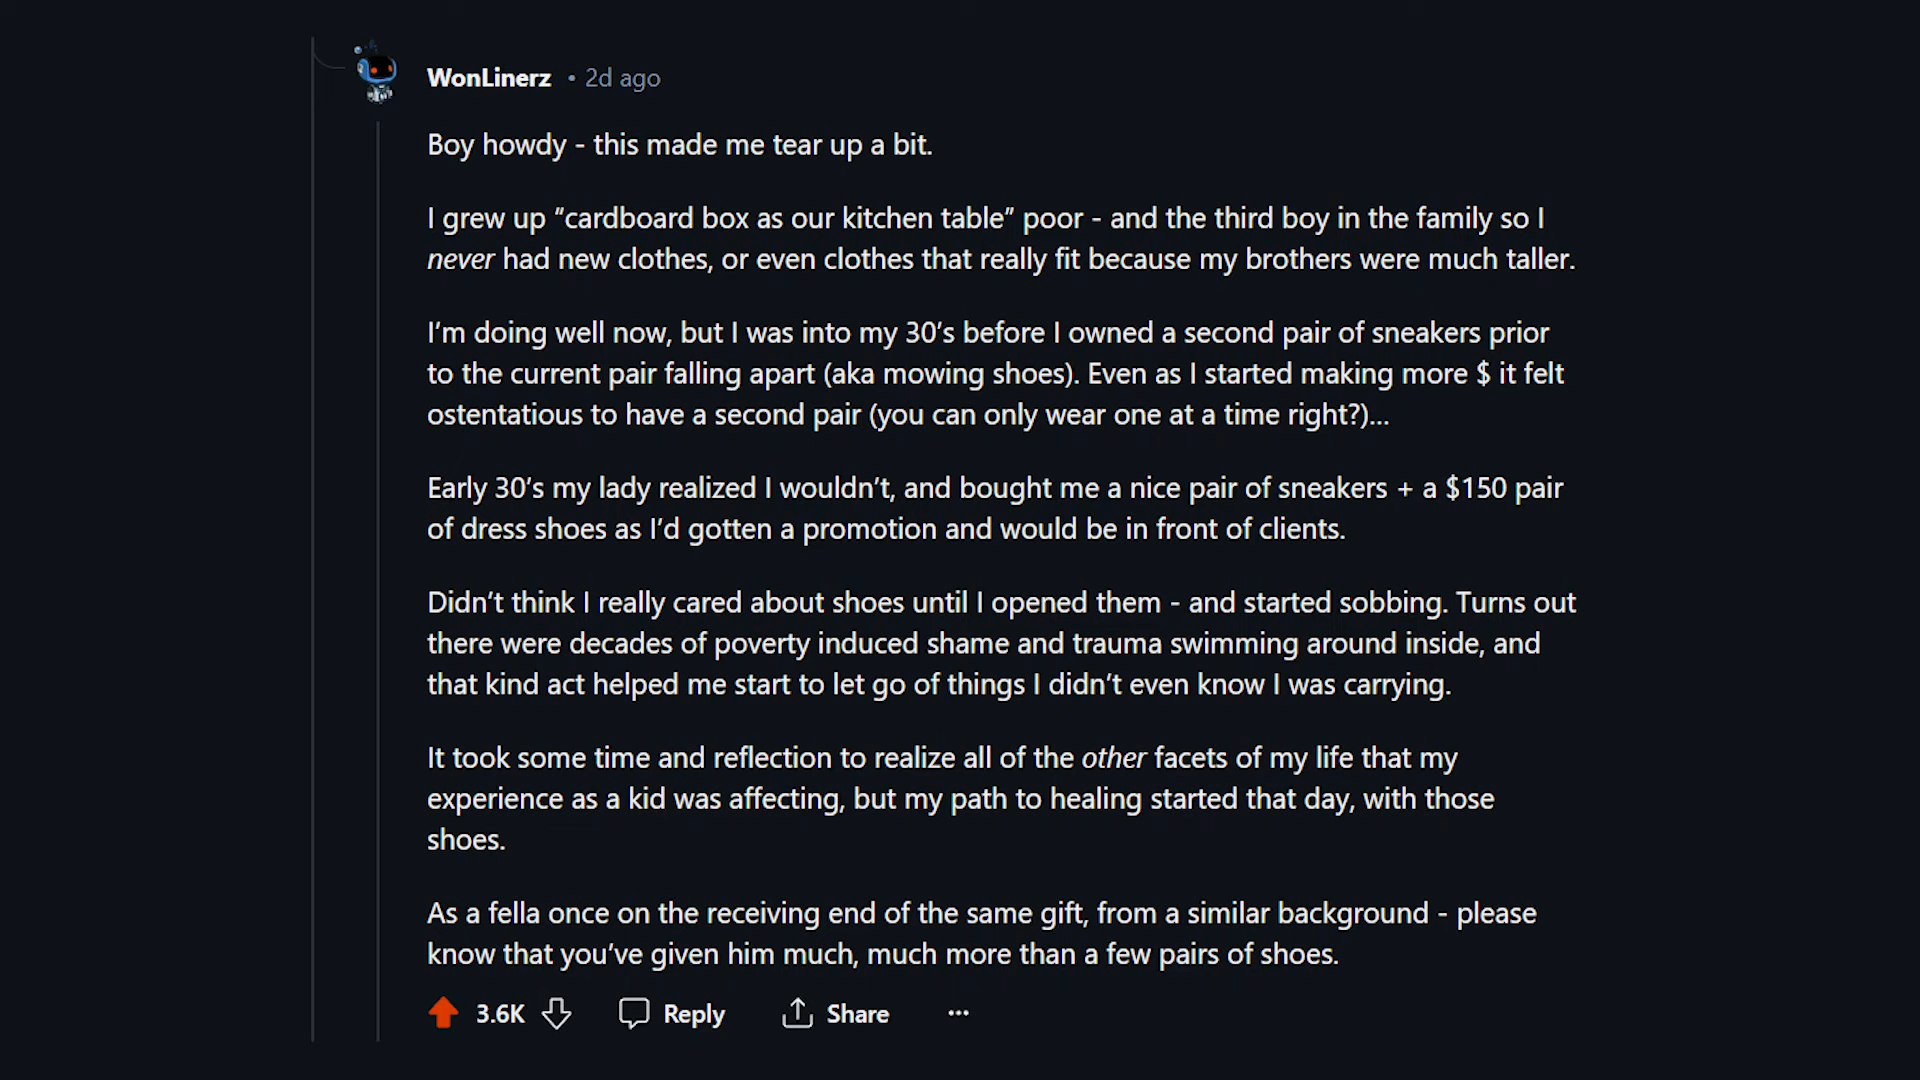 WonLinerz • 2d ago
Boy howdy - this made me tear up a bit.
I grew up “cardboard box as our kitchen table” poor - and the third boy in the family so I
never had new clothes, or even clothes that really fit because my brothers were much taller.
I’m doing well now, but I was into my 30’s before I owned a second pair of sneakers prior
to the current pair falling apart (aka mowing shoes). Even as I started making more $ it felt
ostentatious to have a second pair (you can only wear one at a time right?)...
Early 30’s my lady realized I wouldn’t, and bought me a nice pair of sneakers + a $150 pair
of dress shoes as I’d gotten a promotion and would be in front of clients.
Didn’t think I really cared about shoes until I opened them - and started sobbing. Turns out
there were decades of poverty induced shame and trauma swimming around inside, and
that kind act helped me start to let go of things I didn’t even know I was carrying.
It took some time and reflection to realize all of the other facets of my life that my
experience as a kid was affecting, but my path to healing started that day, with those
shoes.
As a fella once on the receiving end of the same gift, from a similar background - please
know that you’ve given him much, much more than a few pairs of shoes.
3.6K Reply Share ...